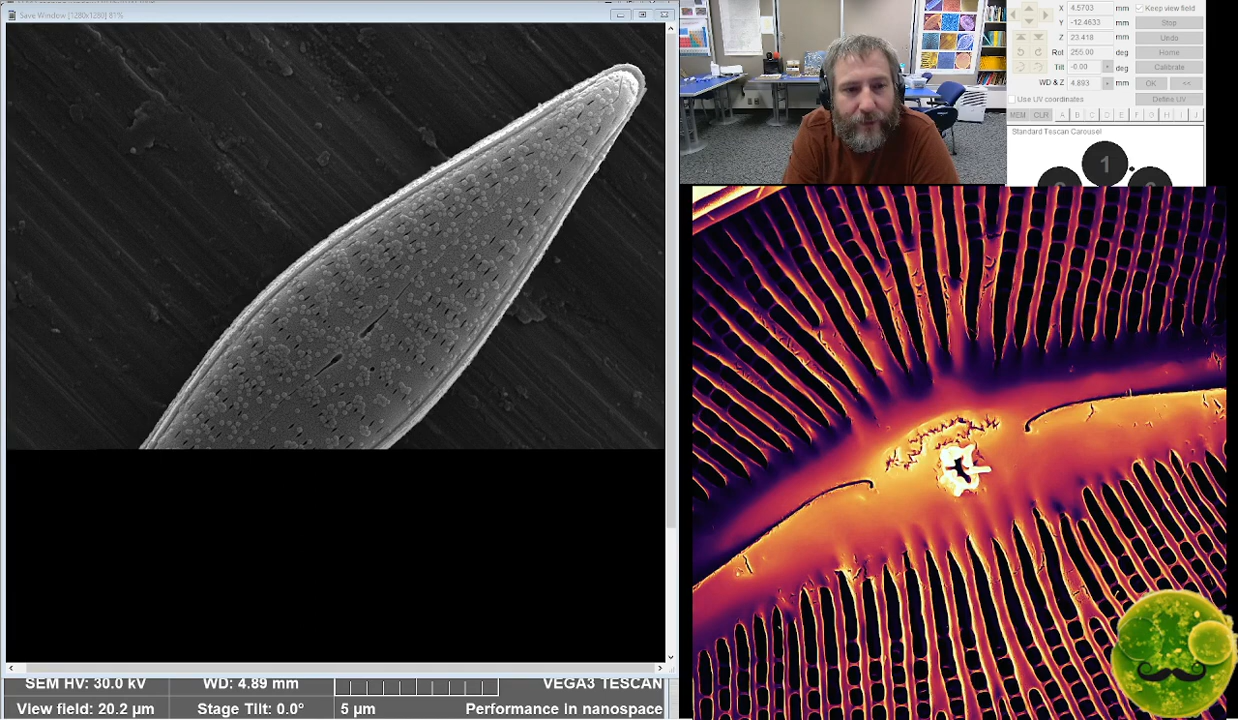 Save Window [1280x1280] 81%
X 4.5703 mm Keep view field
Y -12.4633 mm Stop
Z 23.418 mm Undo
Rot 255.00 deg Home
Tilt -0.00 deg Calibrate
WD & Z 4.893 mm OK <<
Use UV coordinates Define UV
MEM CLR A B C D E F G H I J
Standard Tescan Carousel
1
SEM HV: 30.0 kV WD: 4.89 mm VEGA3 TESCAN
View field: 20.2 µm Stage Tilt: 0.0° 5 µm Performance in nanospace